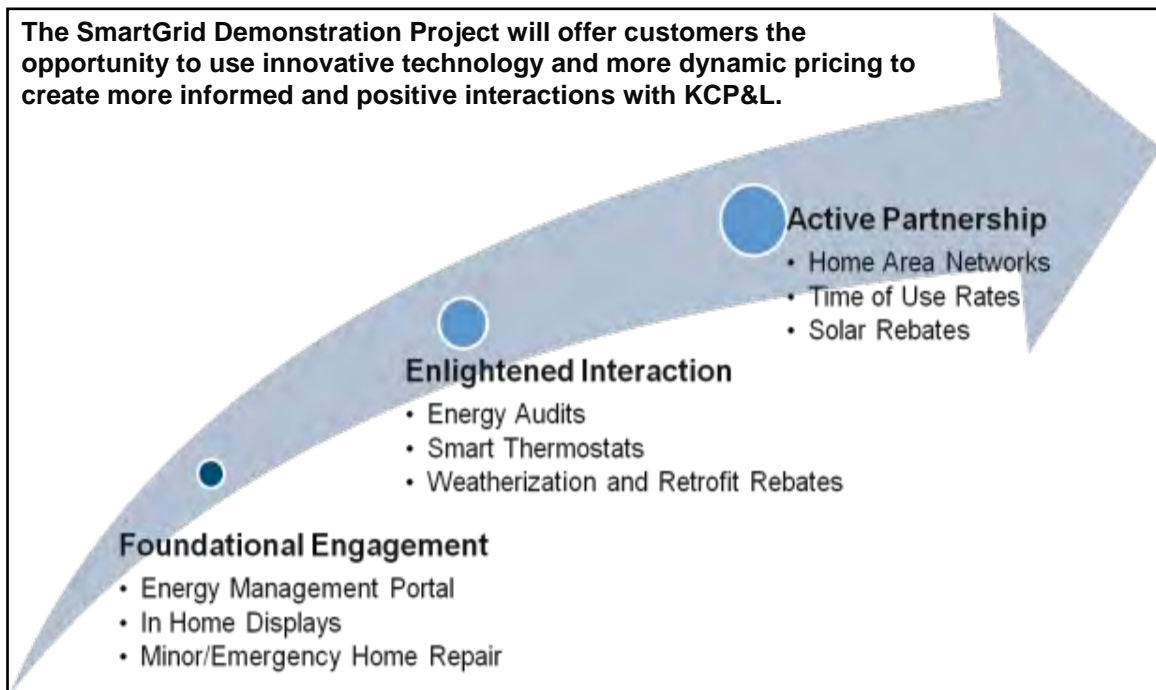 The SmartGrid Demonstration Project will offer customers the
opportunity to use innovative technology and more dynamic pricing to
create more informed and positive interactions with KCP&L.
Active Partnership
• Home Area Networks
• Time of Use Rates
• Solar Rebates
Enlightened Interaction
• Energy Audits
• Smart Thermostats
• Weatherization and Retrofit Rebates
Foundational Engagement
• Energy Management Portal
• In Home Displays
• Minor/Emergency Home Repair